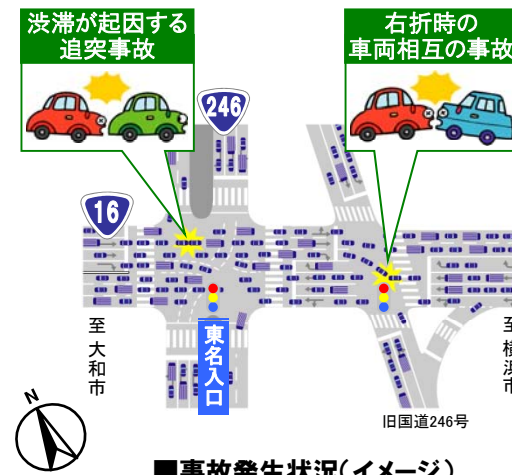 渋滞が起因する
追突事故
右折時の
車両相互の事故
246
16
至 大和市
東名入口
至 横浜市
旧国道246号
N
■事故発生状況(イメージ)